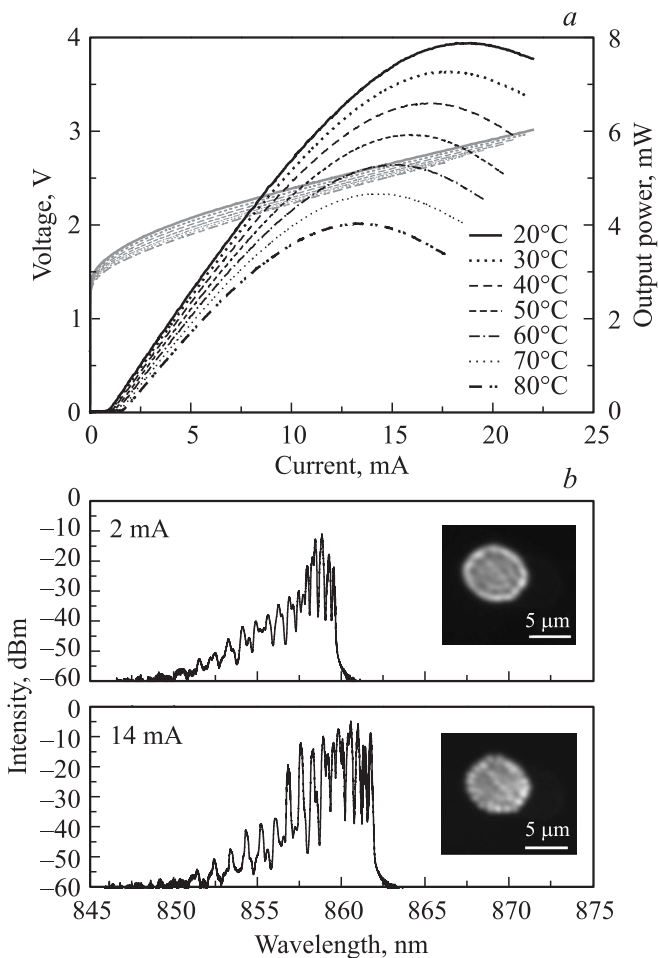 a
4
3
2
1
0
Voltage, V
8
6
4
2
0
Output power, mW
20°C
30°C
40°C
50°C
60°C
70°C
80°C
0 5 10 15 20 25
Current, mA
b
0
–10
–20
–30
–40
–50
–60
2 mA
5 μm
Intensity, dBm
0
–10
–20
–30
–40
–50
–60
14 mA
5 μm
845 850 855 860 865 870 875
Wavelength, nm